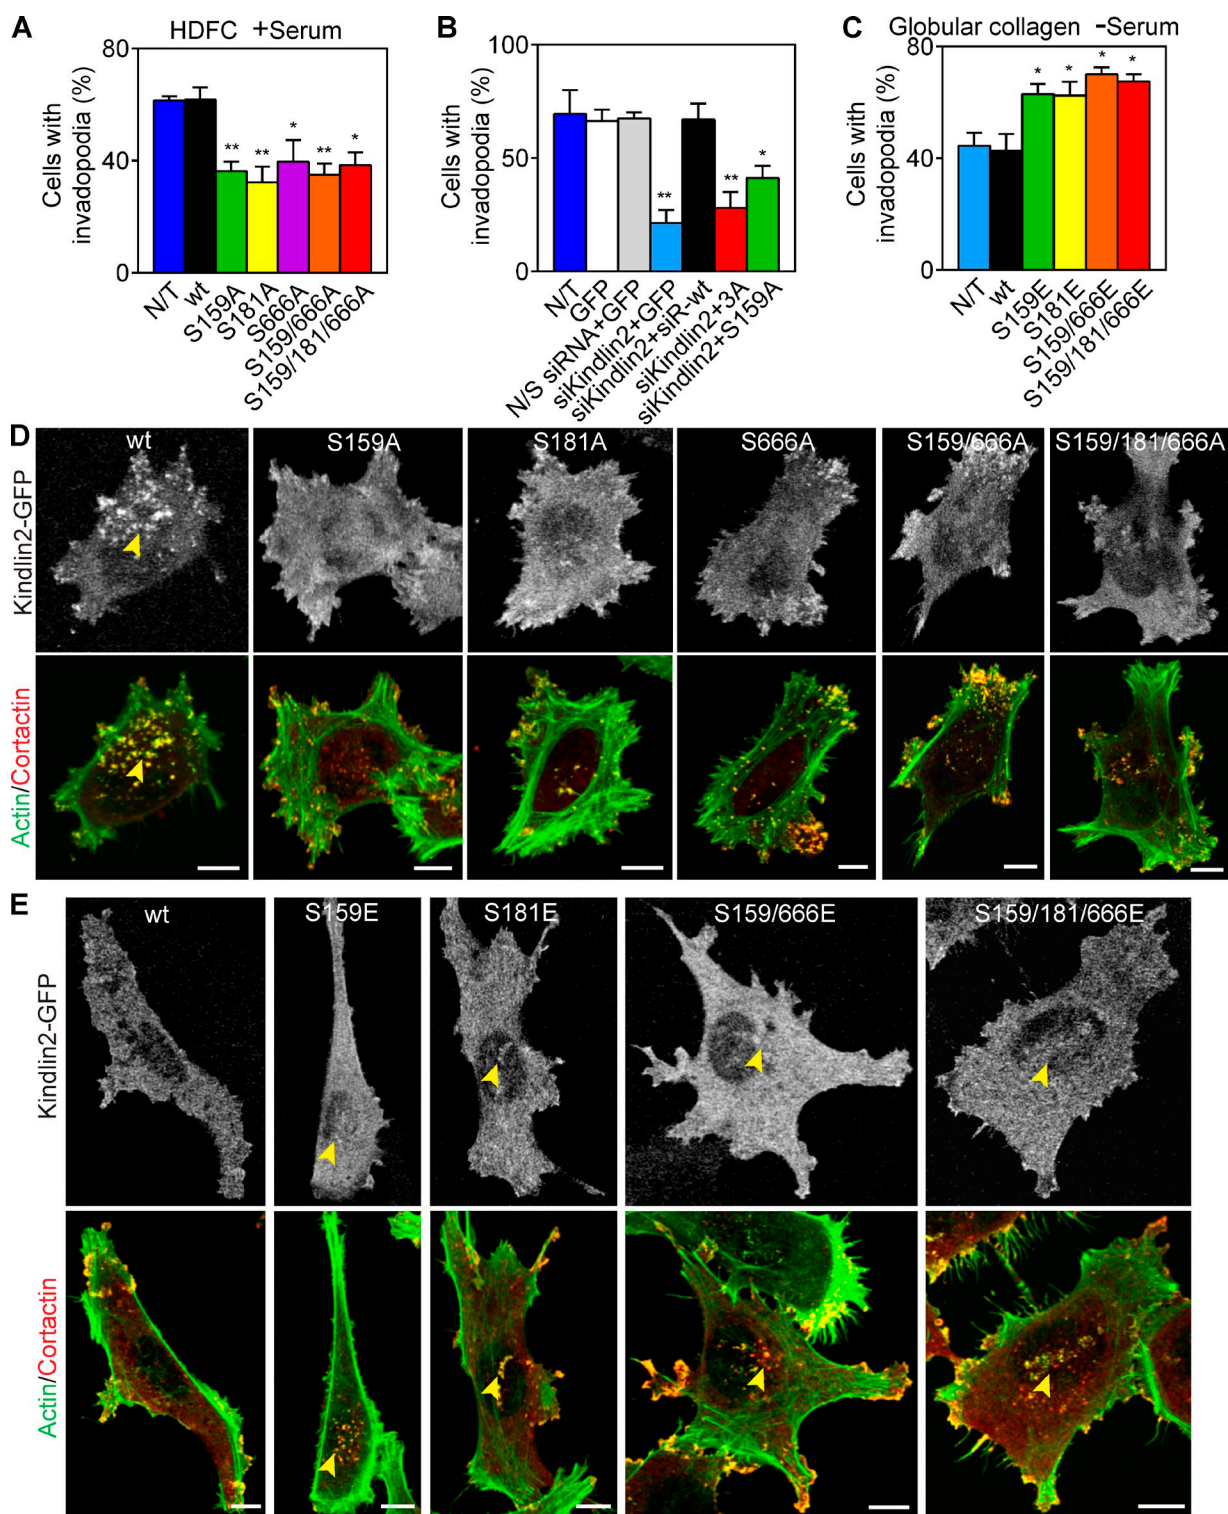 A
HDFC +Serum
Cells with
invadopodia (%)
80
40
0
N/T
wt
S159A
S181A
S666A
S159/666A
S159/181/666A
** ** * ** *
B
Cells with
invadopodia (%)
100
50
0
N/T
GFP
N/S siRNA+GFP
siKindlin2+GFP
siKindlin2+siR-wt
siKindlin2+3A
siKindlin2+S159A
** ** *
C
Globular collagen -Serum
Cells with
invadopodia (%)
80
40
0
N/T
wt
S159E
S181E
S159/666E
S159/181/666E
* * * *
D
Kindlin2-GFP
wt
S159A
S181A
S666A
S159/666A
S159/181/666A
Actin/Cortactin
E
Kindlin2-GFP
wt
S159E
S181E
S159/666E
S159/181/666E
Actin/Cortactin